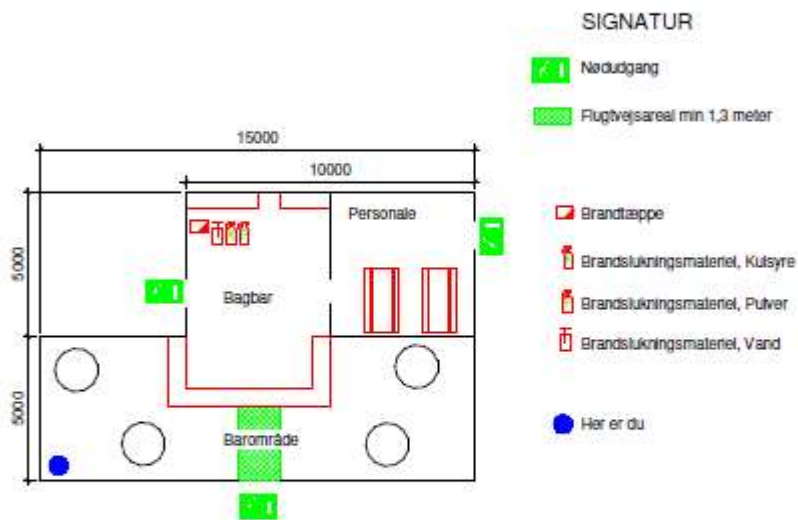 SIGNATUR
Nødudgang
Flugtvejsareal min 1,3 meter
15000
10000
Personale
Brandtæppe
5000
Brandslukningsmateriel, Kulsyre
Bagbar
Brandslukningsmateriel, Pulver
Brandslukningsmateriel, Vand
5000
Barområde
Her er du